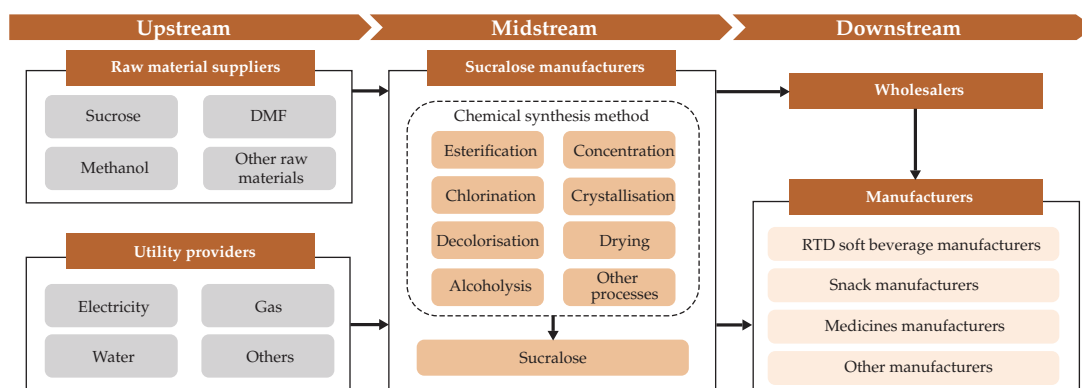 Upstream
Midstream
Downstream
Raw material suppliers
Sucrose
DMF
Methanol
Other raw
materials
Utility providers
Electricity
Gas
Water
Others
Sucralose manufacturers
Chemical synthesis method
Esterification
Concentration
Chlorination
Crystallisation
Decolorisation
Drying
Alcoholysis
Other
processes
Sucralose
Wholesalers
Manufacturers
RTD soft beverage manufacturers
Snack manufacturers
Medicines manufacturers
Other manufacturers